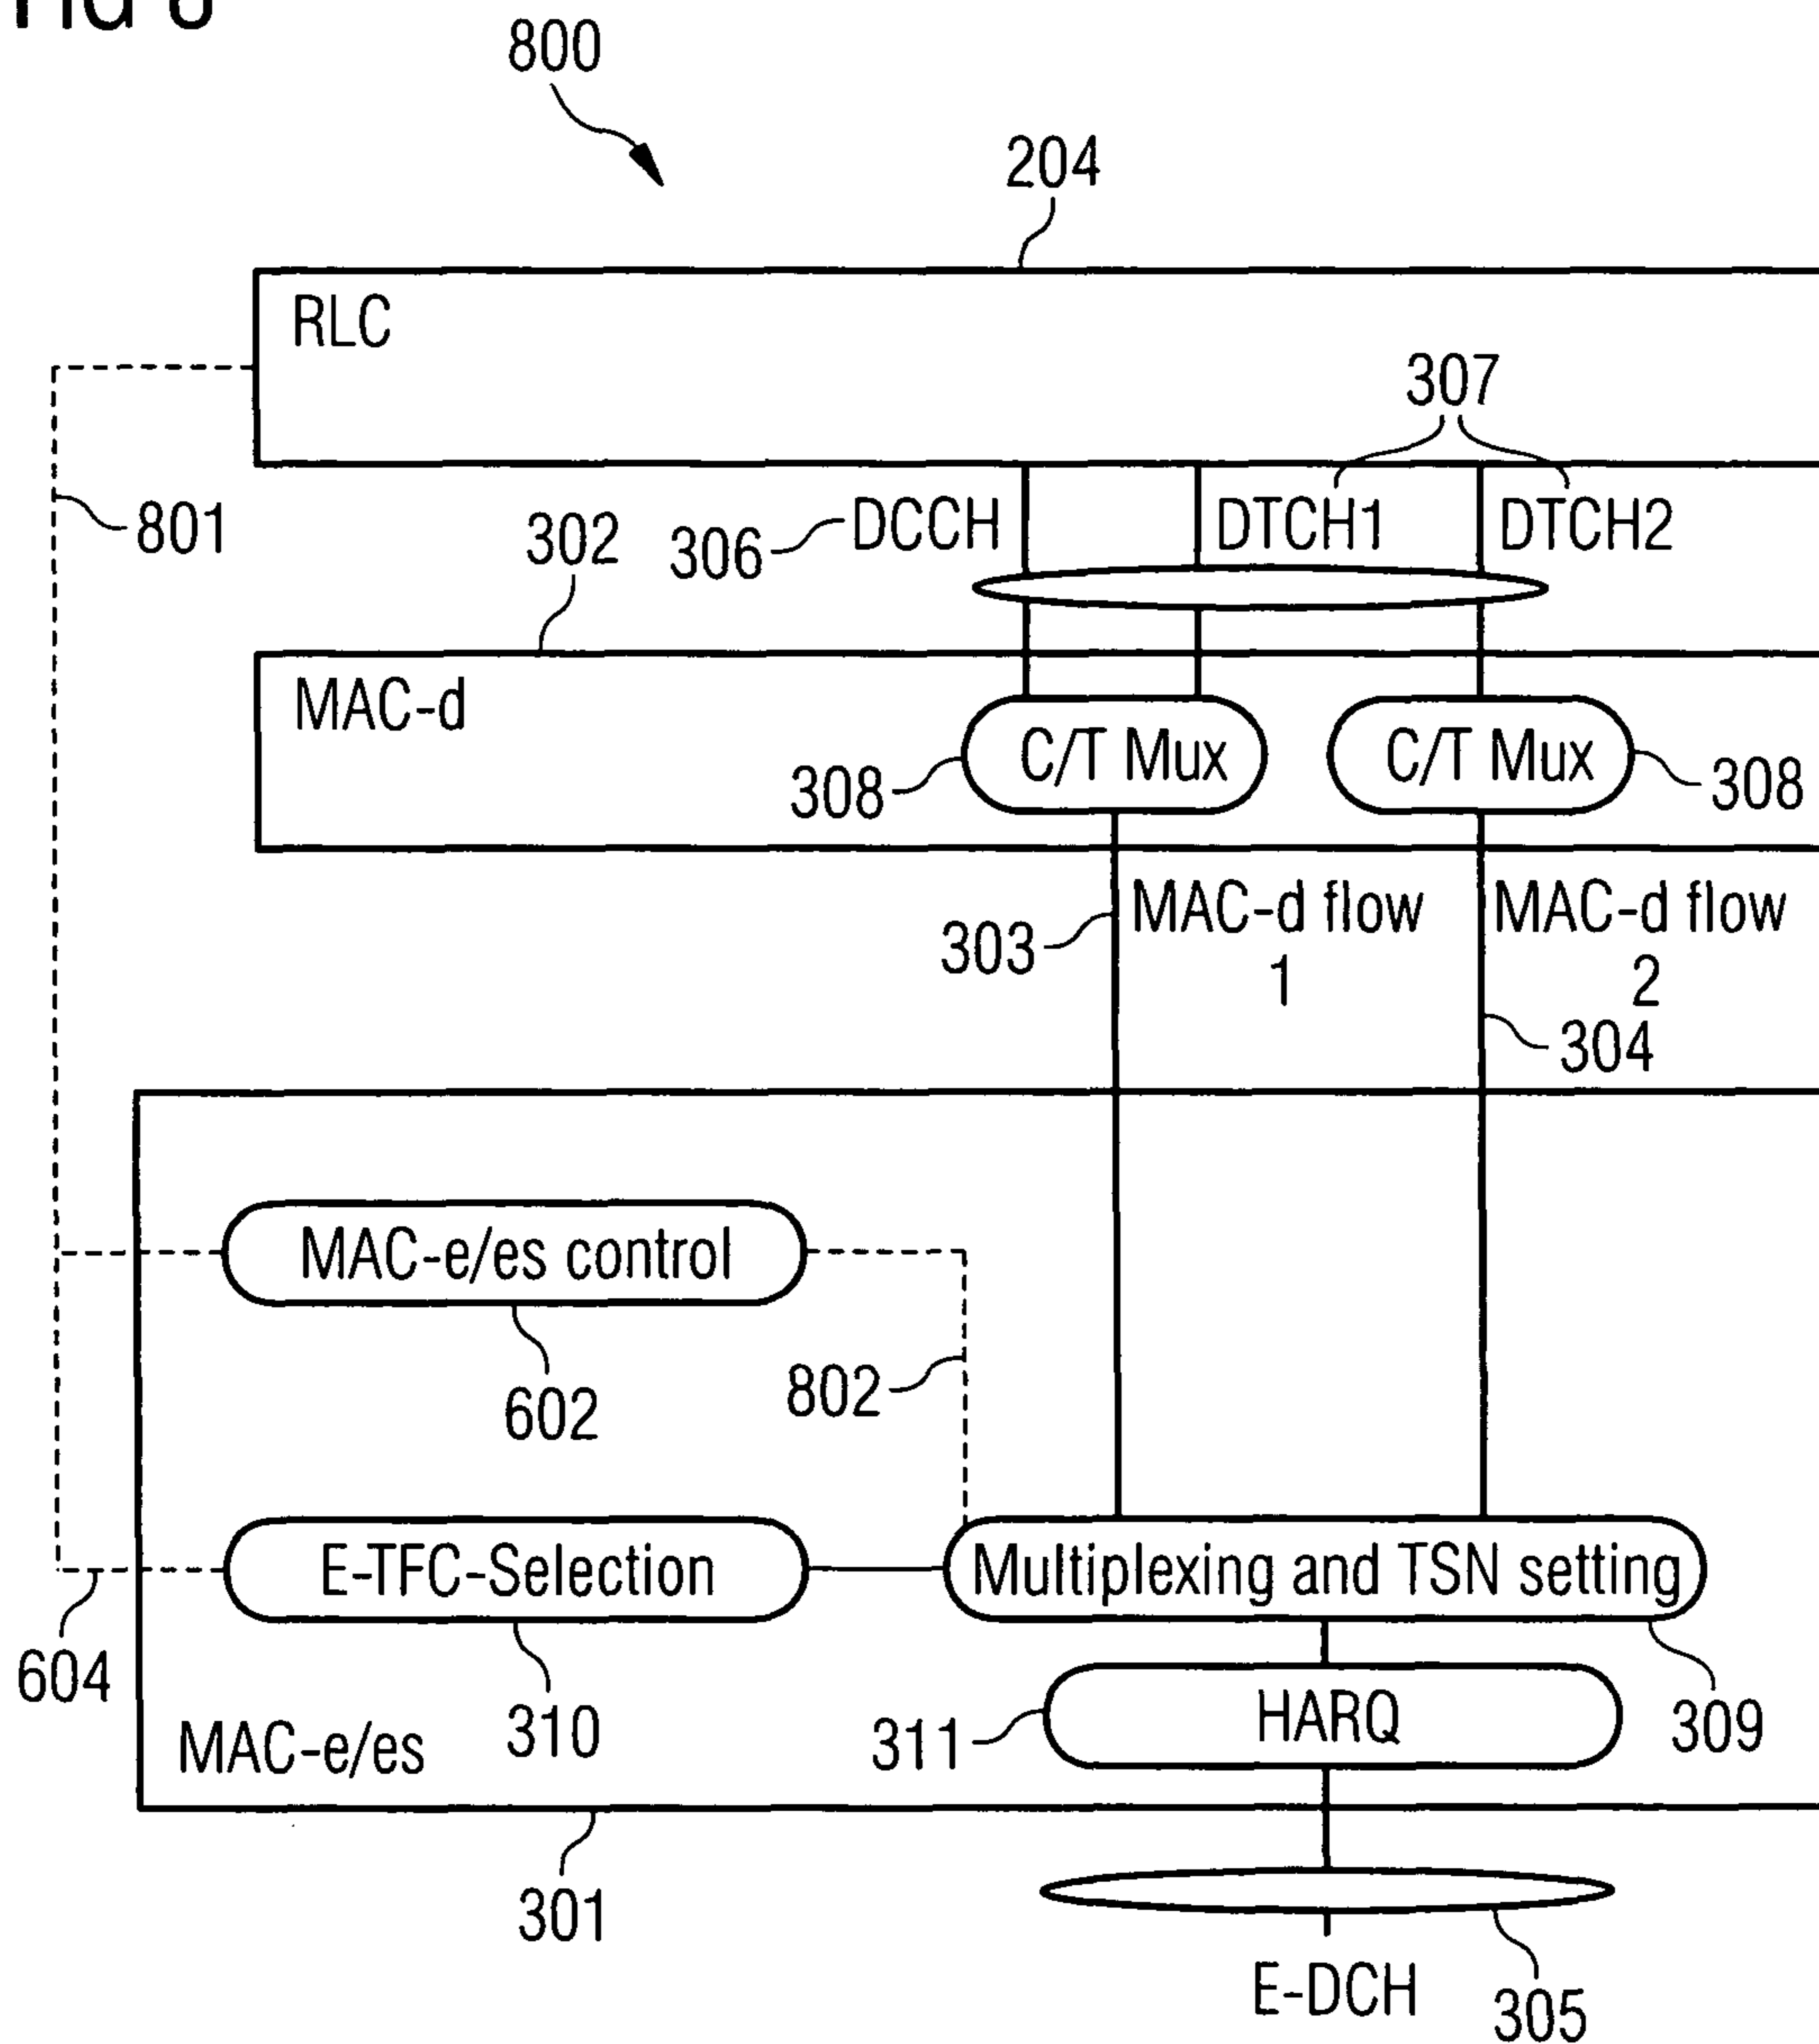 800
204
RLC
307
801
302
306
DCCH
DTCH1
DTCH2
MAC-d
C/T Mux
C/T Mux
308
308
MAC-d flow
1
MAC-d flow
2
303
304
MAC-e/es control
602
802
E-TFC-Selection
Multiplexing and TSN setting
604
310
HARQ
311
309
MAC-e/es
301
E-DCH
305